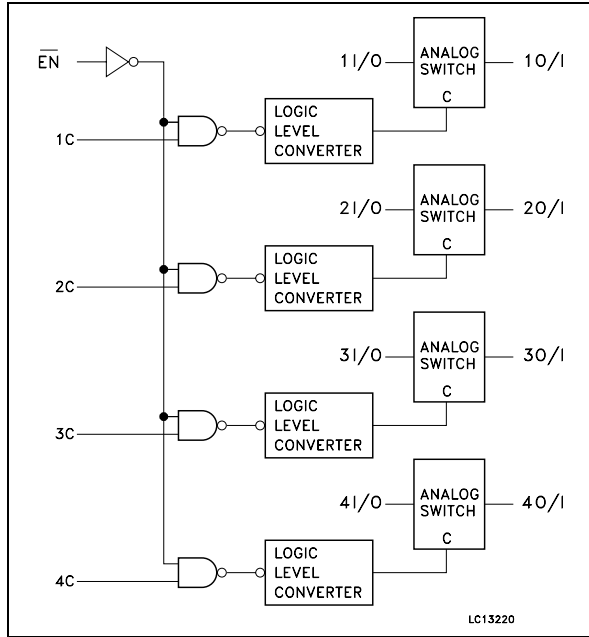 1I/O ANALOG SWITCH C 1O/I
E̅N̅
LOGIC
LEVEL
CONVERTER
1C
2I/O ANALOG SWITCH C 2O/I
LOGIC
LEVEL
CONVERTER
2C
3I/O ANALOG SWITCH C 3O/I
LOGIC
LEVEL
CONVERTER
3C
4I/O ANALOG SWITCH C 4O/I
LOGIC
LEVEL
CONVERTER
4C
LC13220